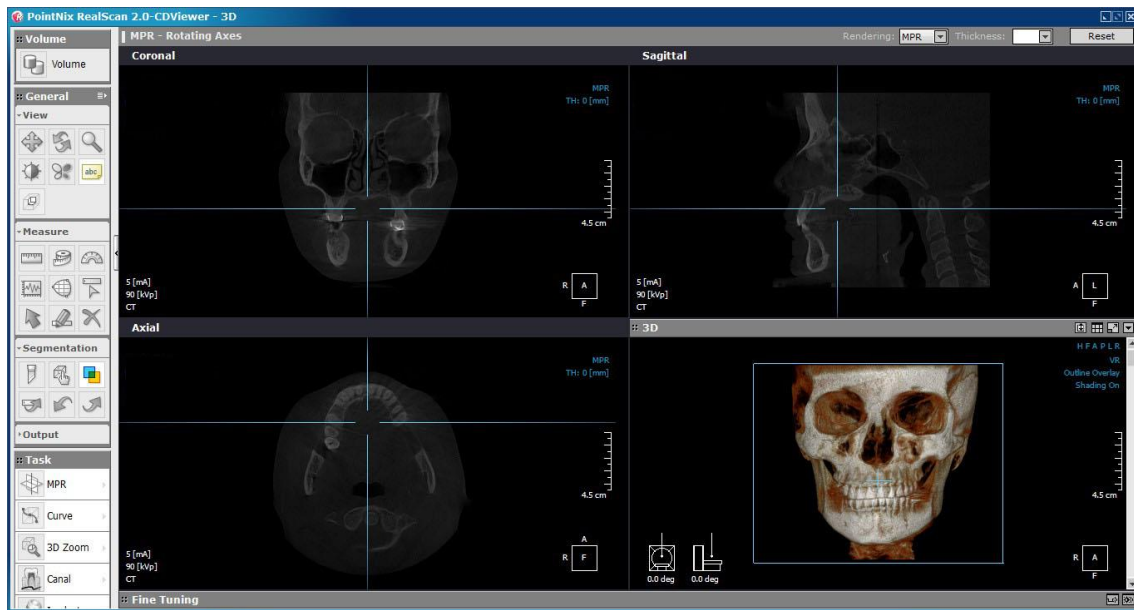 PointNix RealScan 2.0-CDViewer - 3D
Volume
Volume
General
View
abc
Measure
Segmentation
Output
Task
MPR
Curve
3D Zoom
Canal
MPR - Rotating Axes
Rendering: MPR Thickness: Reset
Coronal
MPR
TH: 0 [mm]
4.5 cm
5 [mA]
90 [kVp]
CT
R A
F
Sagittal
MPR
TH: 0 [mm]
4.5 cm
5 [mA]
90 [kVp]
CT
A L
F
Axial
MPR
TH: 0 [mm]
4.5 cm
5 [mA]
90 [kVp]
CT
A
R F
3D
H F A P L R
VR
Outline Overlay
Shading On
4.5 cm
0.0 deg 0.0 deg
R A
F
Fine Tuning